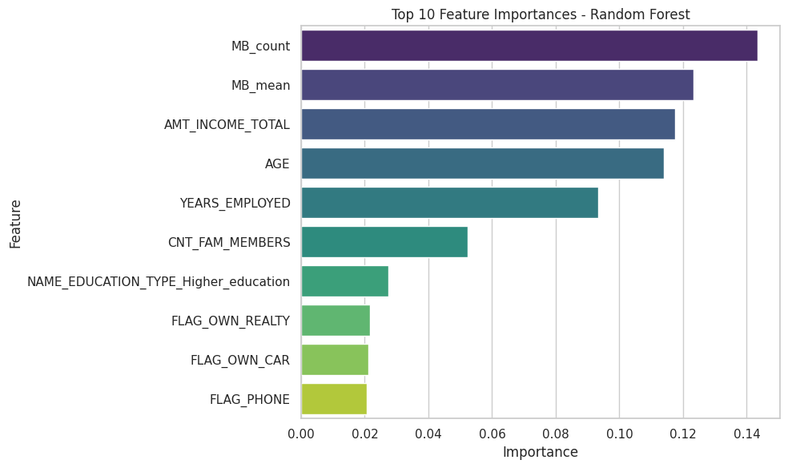 Top 10 Feature Importances - Random Forest
MB_count
MB_mean
AMT_INCOME_TOTAL
AGE
YEARS_EMPLOYED
CNT_FAM_MEMBERS
NAME_EDUCATION_TYPE_Higher_education
FLAG_OWN_REALTY
FLAG_OWN_CAR
FLAG_PHONE
Feature
0.00 0.02 0.04 0.06 0.08 0.10 0.12 0.14
Importance